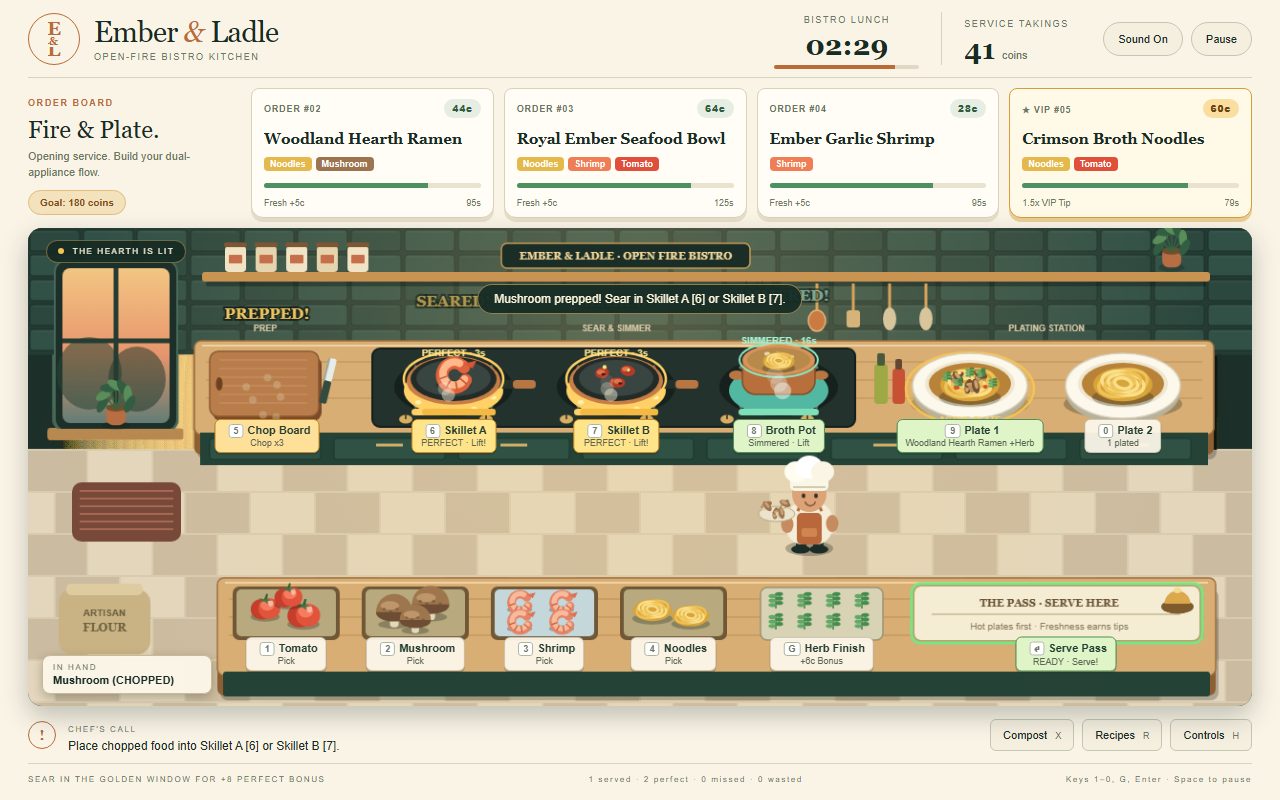 E
&
L
Ember & Ladle
OPEN-FIRE BISTRO KITCHEN
BISTRO LUNCH
02:29
SERVICE TAKINGS
41 coins
Sound On
Pause
ORDER BOARD
Fire & Plate.
Opening service. Build your dual-
appliance flow.
Goal: 180 coins
ORDER #02
44c
Woodland Hearth Ramen
Noodles
Mushroom
Fresh +5c
95s
ORDER #03
64c
Royal Ember Seafood Bowl
Noodles
Shrimp
Tomato
Fresh +5c
125s
ORDER #04
28c
Ember Garlic Shrimp
Shrimp
Fresh +5c
95s
★ VIP #05
60c
Crimson Broth Noodles
Noodles
Tomato
1.5x VIP Tip
79s
THE HEARTH IS LIT
EMBER & LADLE · OPEN FIRE BISTRO
PREPPED!
Mushroom prepped! Sear in Skillet A [6] or Skillet B [7].
PREP
SEAR & SIMMER
PLATING STATION
PERFECT · 3s
PERFECT · 3s
SIMMERED · 16s
5 Chop Board
Chop x3
6 Skillet A
PERFECT · Lift!
7 Skillet B
PERFECT · Lift!
8 Broth Pot
Simmered · Lift
9 Plate 1
Woodland Hearth Ramen +Herb
0 Plate 2
1 plated
ARTISAN
FLOUR
1 Tomato
Pick
2 Mushroom
Pick
3 Shrimp
Pick
4 Noodles
Pick
G Herb Finish
+6c Bonus
THE PASS · SERVE HERE
Hot plates first · Freshness earns tips
Serve Pass
READY · Serve!
IN HAND
Mushroom (CHOPPED)
!
CHEF'S CALL
Place chopped food into Skillet A [6] or Skillet B [7].
Compost X
Recipes R
Controls H
SEAR IN THE GOLDEN WINDOW FOR +8 PERFECT BONUS
1 served · 2 perfect · 0 missed · 0 wasted
Keys 1–0, G, Enter · Space to pause